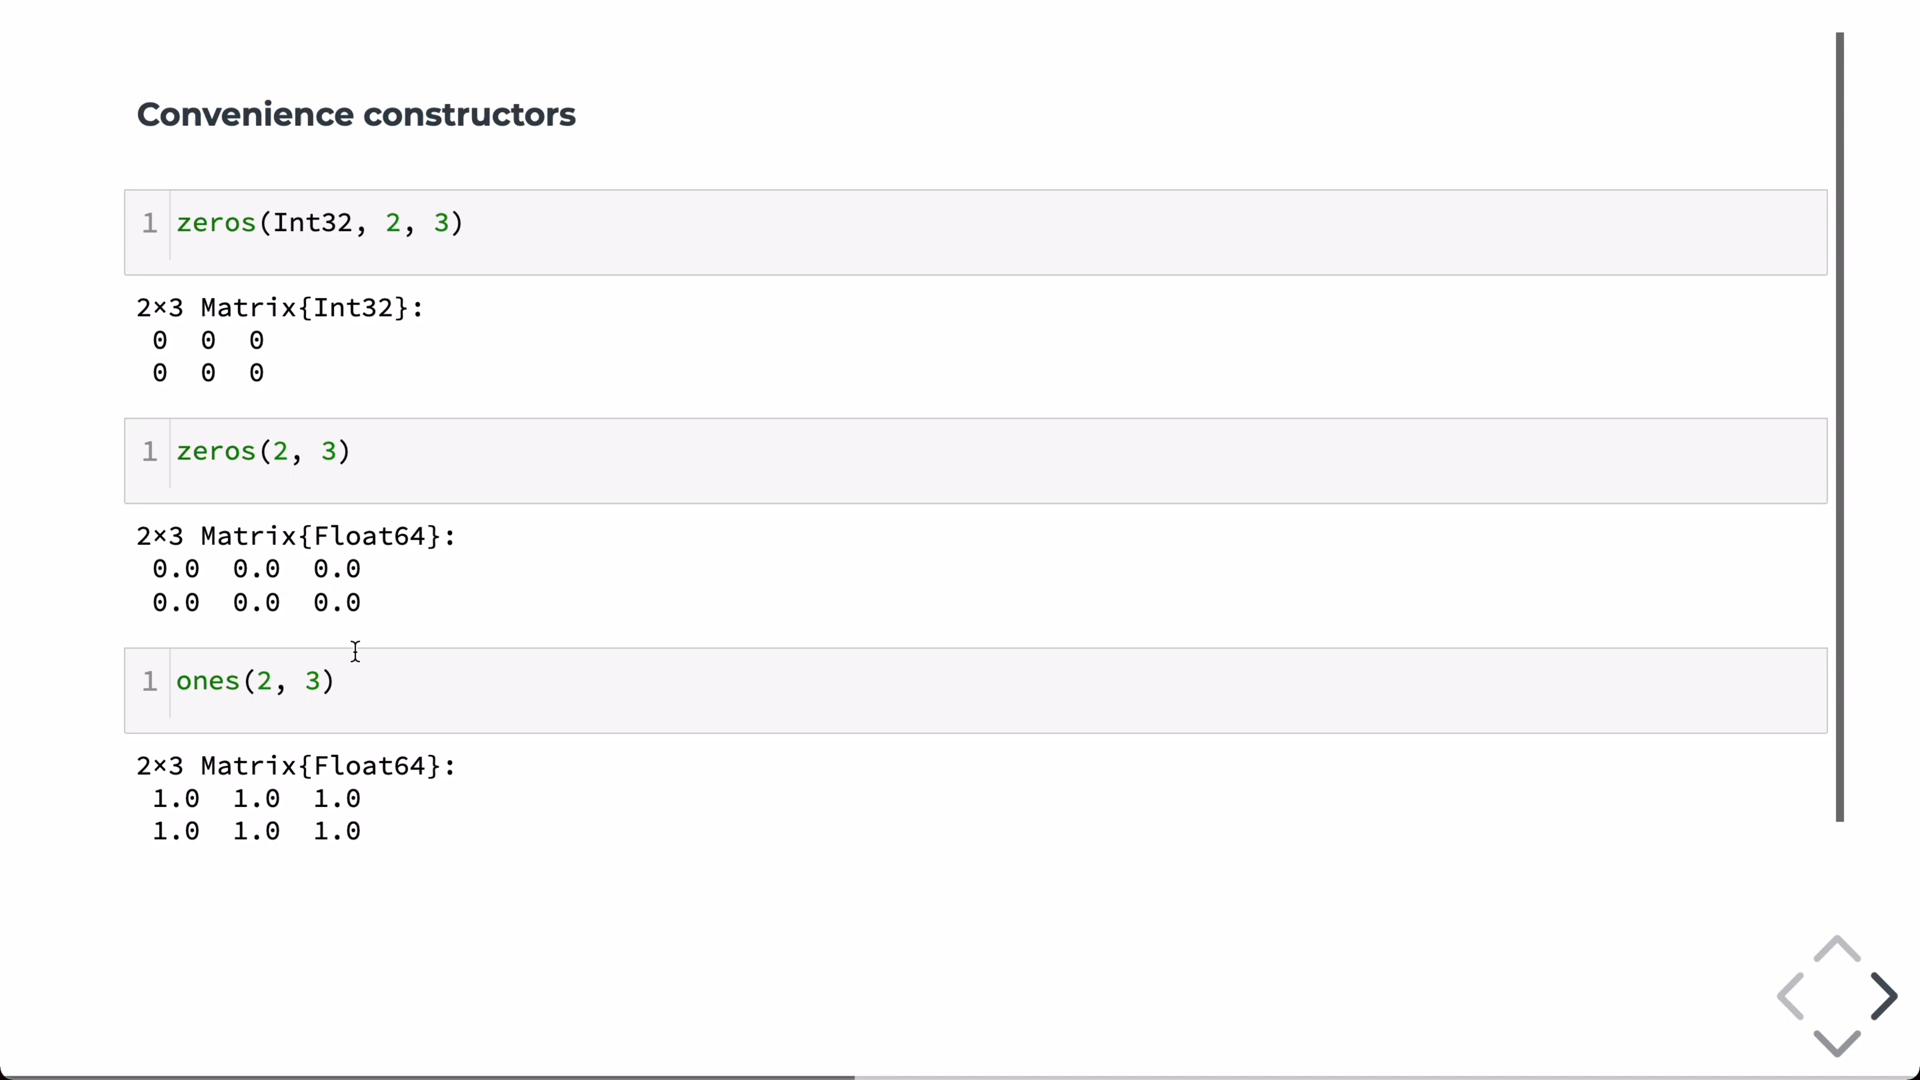 Convenience constructors
1 zeros(Int32, 2, 3)
2×3 Matrix{Int32}:
0 0 0
0 0 0
1 zeros(2, 3)
2×3 Matrix{Float64}:
0.0 0.0 0.0
0.0 0.0 0.0
1 ones(2, 3)
2×3 Matrix{Float64}:
1.0 1.0 1.0
1.0 1.0 1.0